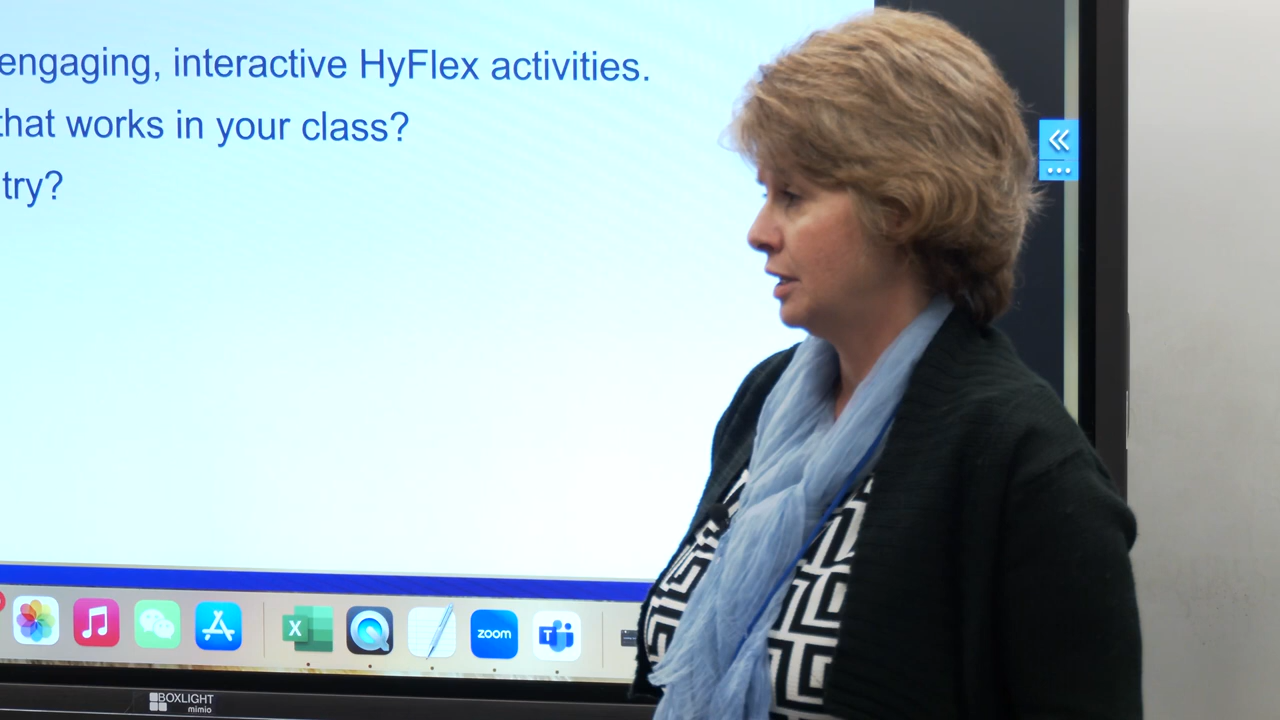 engaging, interactive HyFlex activities.
that works in your class?
try?
X
zoom
T
BOXLIGHT
mimio